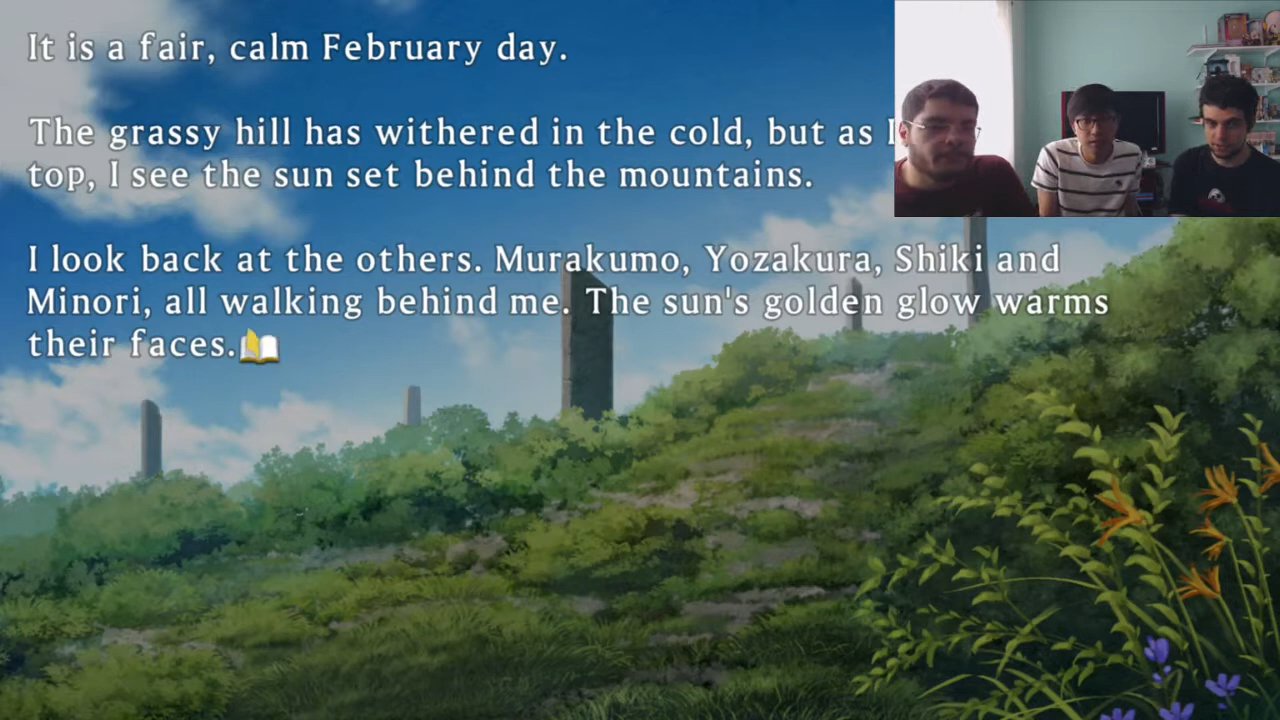 It is a fair, calm February day.
The grassy hill has withered in the cold, but as I
top, I see the sun set behind the mountains.
I look back at the others. Murakumo, Yozakura, Shiki and
Minori, all walking behind me. The sun's golden glow warms
their faces.